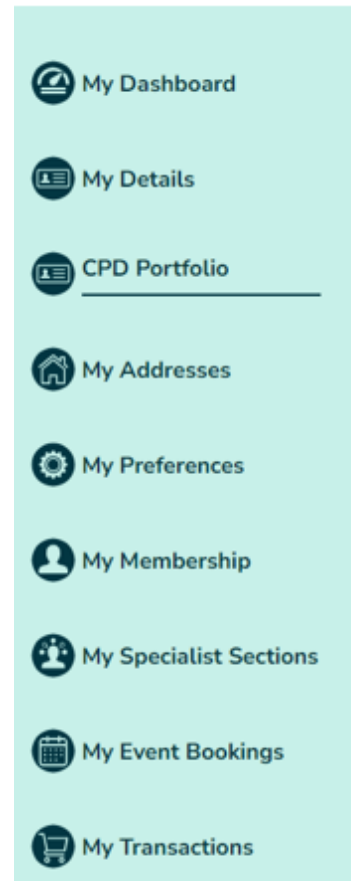 My Dashboard
My Details
CPD Portfolio
My Addresses
My Preferences
My Membership
My Specialist Sections
My Event Bookings
My Transactions